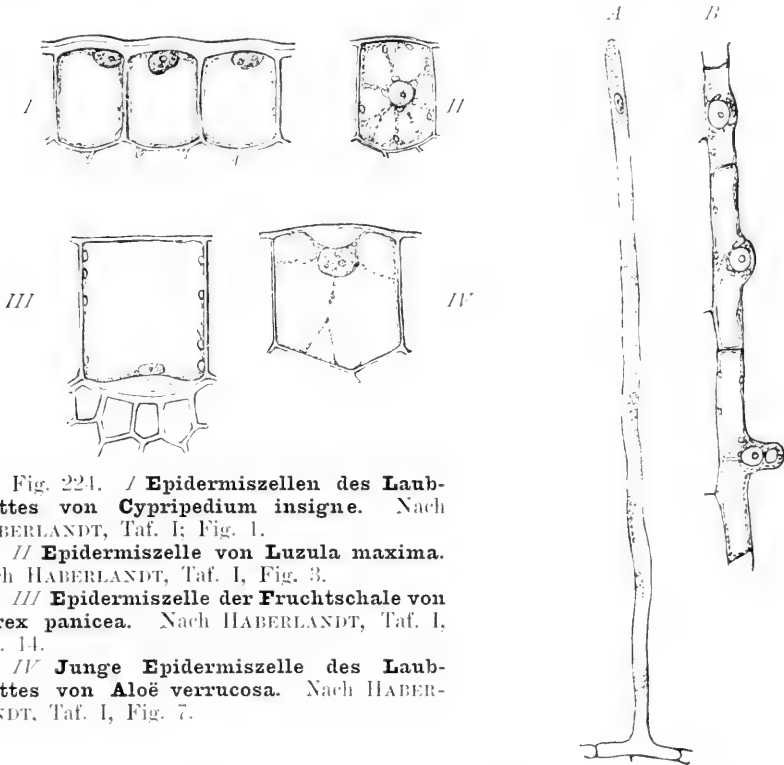 A B
I II
III IV
Fig. 224. I Epidermiszellen des Laub-
ttes von Cypripedium insigne. Nach
BERLANDT, Taf. I; Fig. 1.
II Epidermiszelle von Luzula maxima.
ch HABERLANDT, Taf. I, Fig. 3.
III Epidermiszelle der Fruchtschale von
rex panicea. Nach HABERLANDT, Taf. I,
. 14.
IV Junge Epidermiszelle des Laub-
ttes von Aloë verrucosa. Nach HABER-
NDT, Taf. I, Fig. 7.